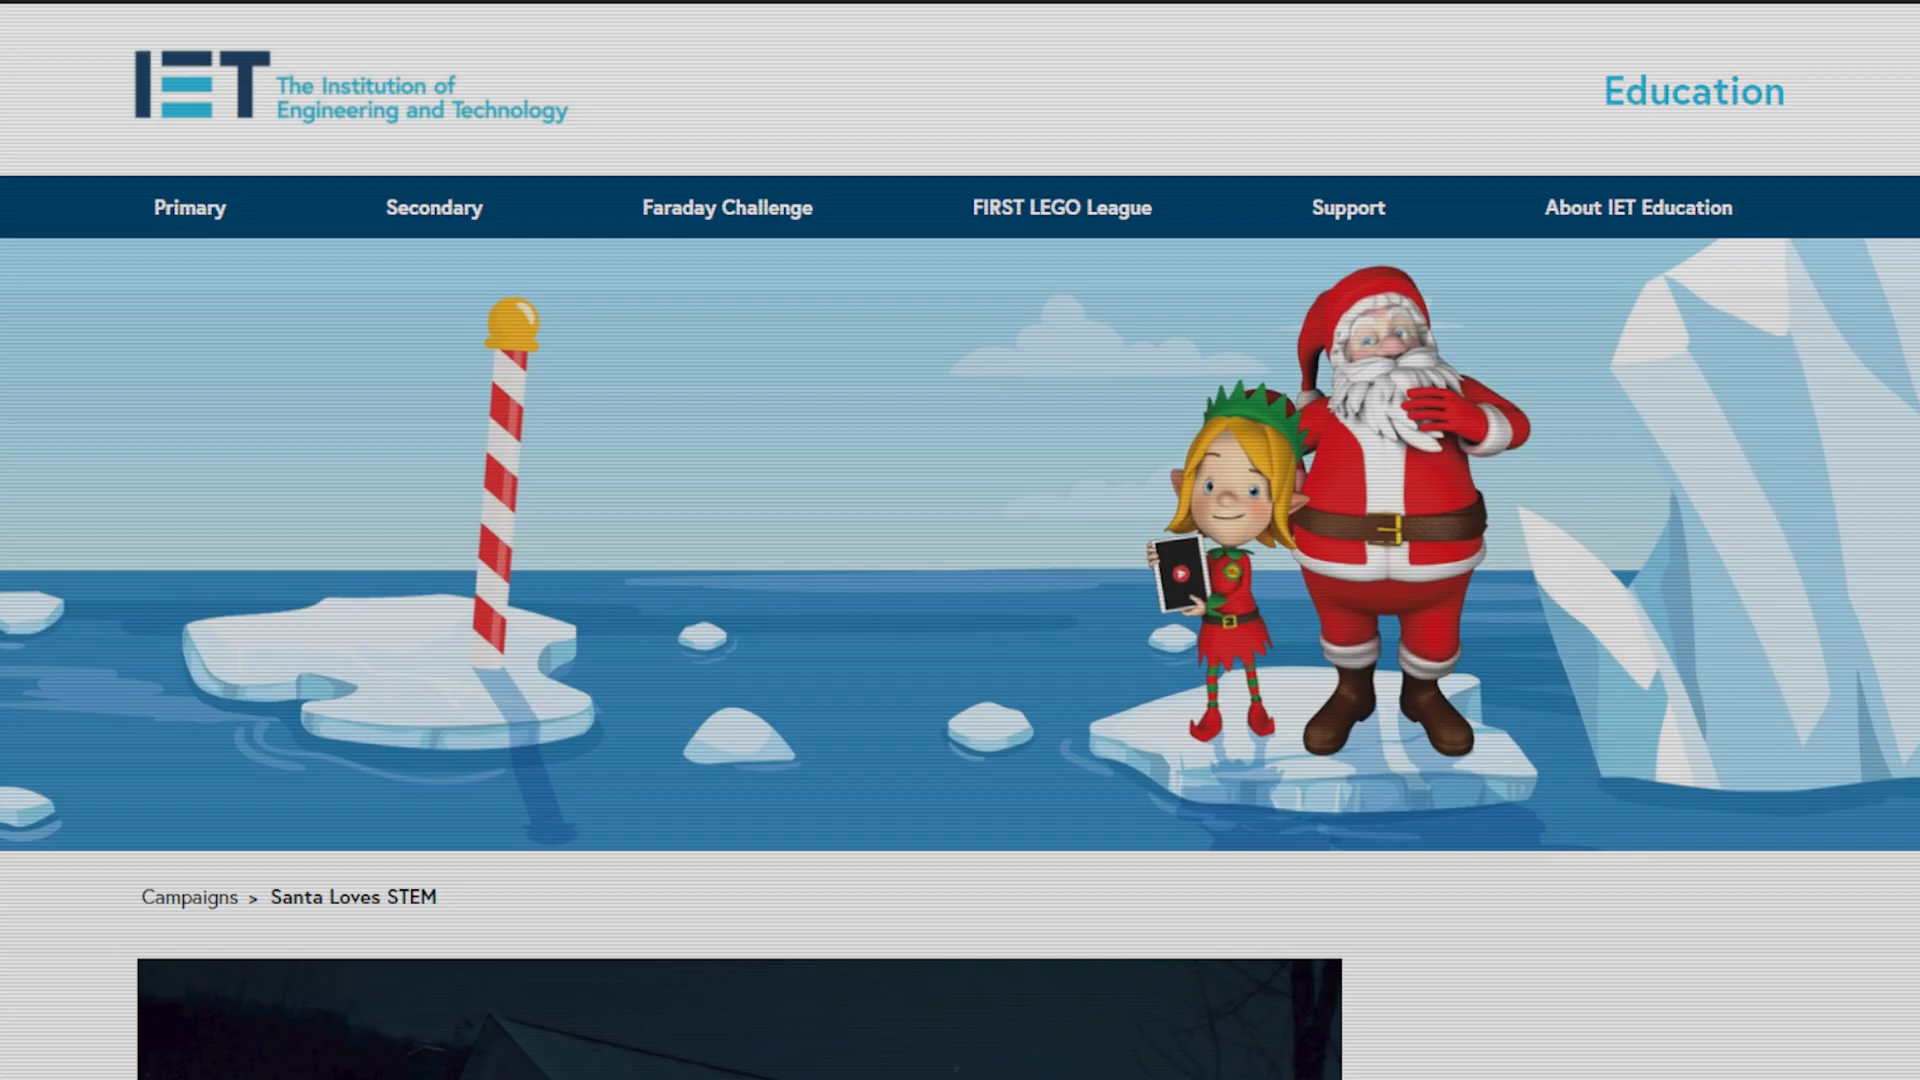 IET
The Institution of
Engineering and Technology
Education
Primary
Secondary
Faraday Challenge
FIRST LEGO League
Support
About IET Education
Campaigns > Santa Loves STEM